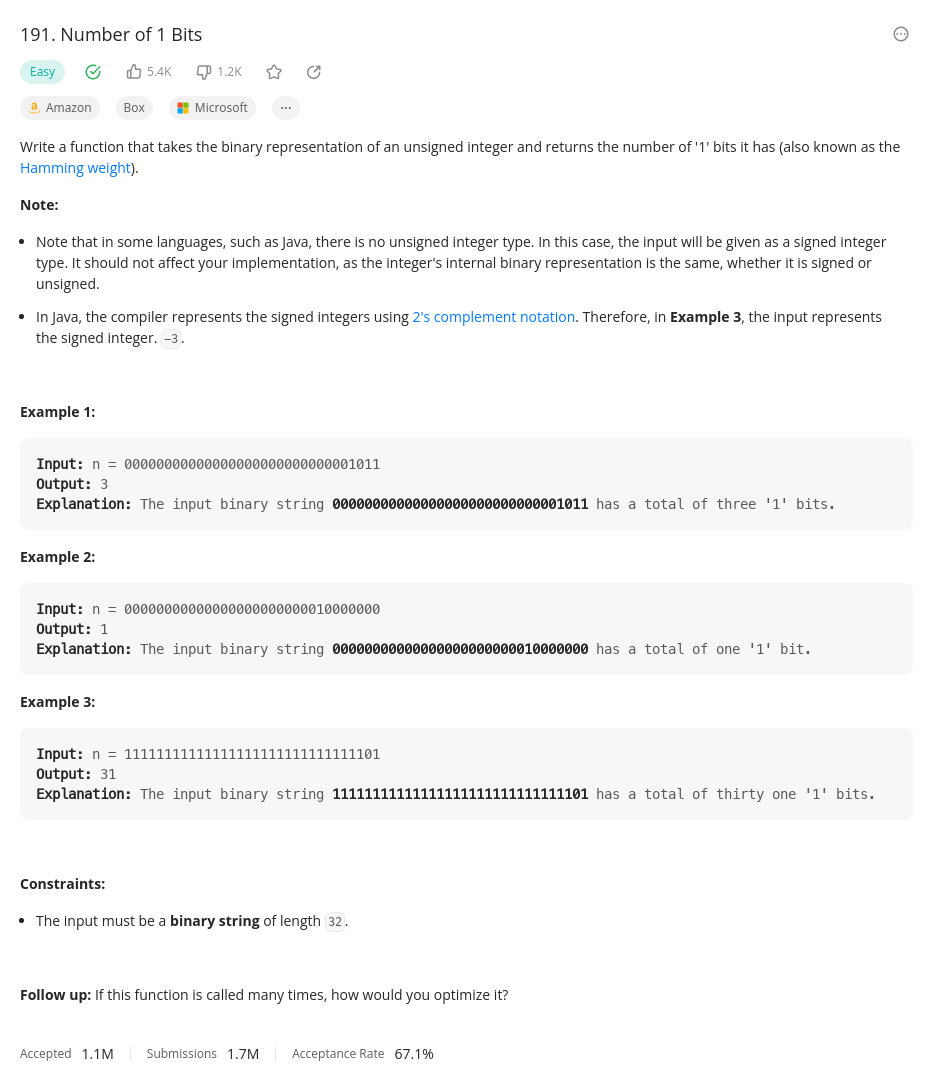 191. Number of 1 Bits
Easy 5.4K 1.2K
Amazon Box Microsoft ...
Write a function that takes the binary representation of an unsigned integer and returns the number of '1' bits it has (also known as the
Hamming weight).
Note:
• Note that in some languages, such as Java, there is no unsigned integer type. In this case, the input will be given as a signed integer
type. It should not affect your implementation, as the integer's internal binary representation is the same, whether it is signed or
unsigned.
• In Java, the compiler represents the signed integers using 2's complement notation. Therefore, in Example 3, the input represents
the signed integer. -3.
Example 1:
Input: n = 00000000000000000000000000001011
Output: 3
Explanation: The input binary string 00000000000000000000000000001011 has a total of three '1' bits.
Example 2:
Input: n = 00000000000000000000000010000000
Output: 1
Explanation: The input binary string 00000000000000000000000010000000 has a total of one '1' bit.
Example 3:
Input: n = 11111111111111111111111111111101
Output: 31
Explanation: The input binary string 11111111111111111111111111111101 has a total of thirty one '1' bits.
Constraints:
• The input must be a binary string of length 32.
Follow up: If this function is called many times, how would you optimize it?
Accepted 1.1M Submissions 1.7M Acceptance Rate 67.1%